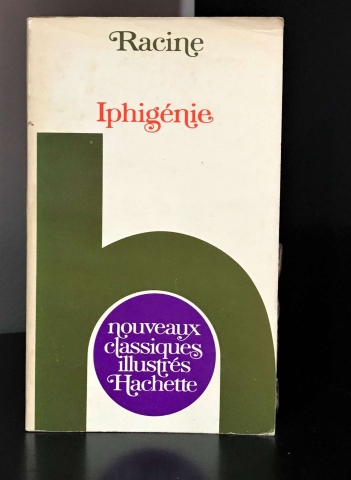 Racine
Iphigénie
nouveaux
classiques
illustrés
Hachette